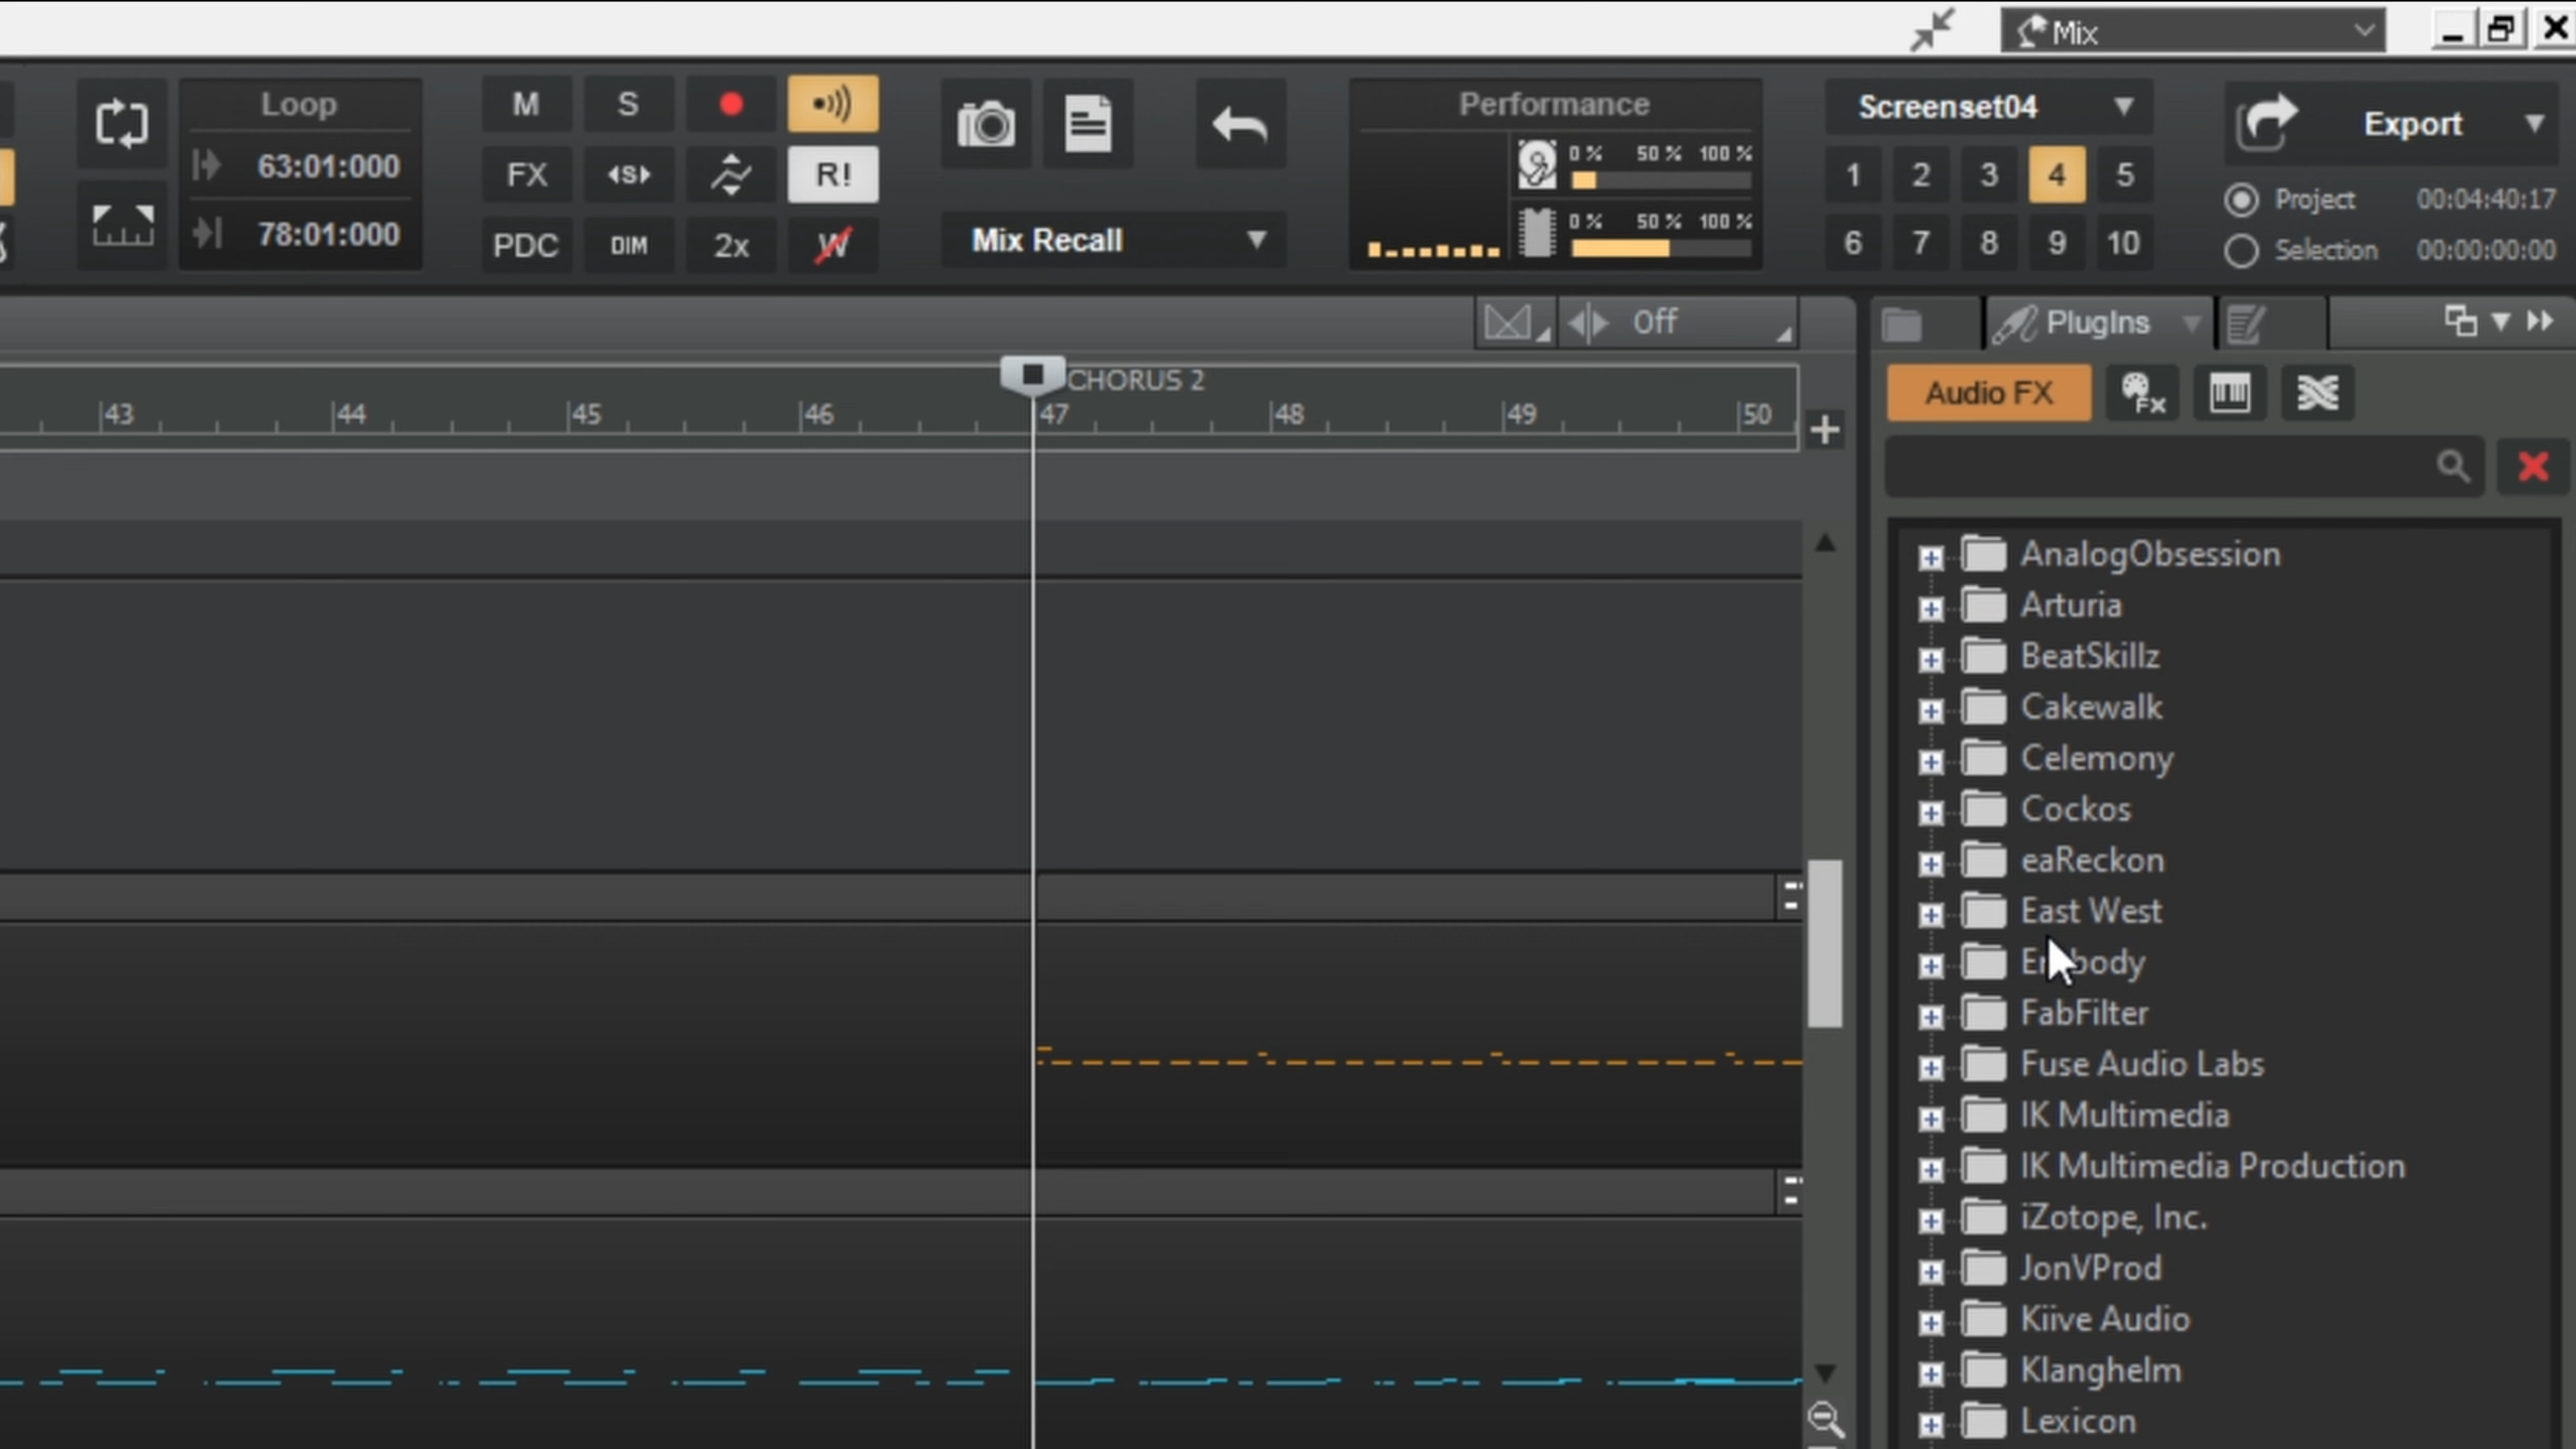 Mix
Loop
63:01:000
78:01:000
M S
FX S R!
PDC DIM 2x W
Mix Recall
Performance
0 % 50 % 100 %
0 % 50 % 100 %
Screenset04
1 2 3 4 5
6 7 8 9 10
Export
Project 00:04:40:17
Selection 00:00:00:00
Off
PlugIns
CHORUS 2
43 44 45 46 47 48 49 50
Audio FX FX
AnalogObsession
Arturia
BeatSkillz
Cakewalk
Celemony
Cockos
eaReckon
East West
FabFilter
Fuse Audio Labs
IK Multimedia
IK Multimedia Production
iZotope, Inc.
JonVProd
Kiive Audio
Klanghelm
Lexicon